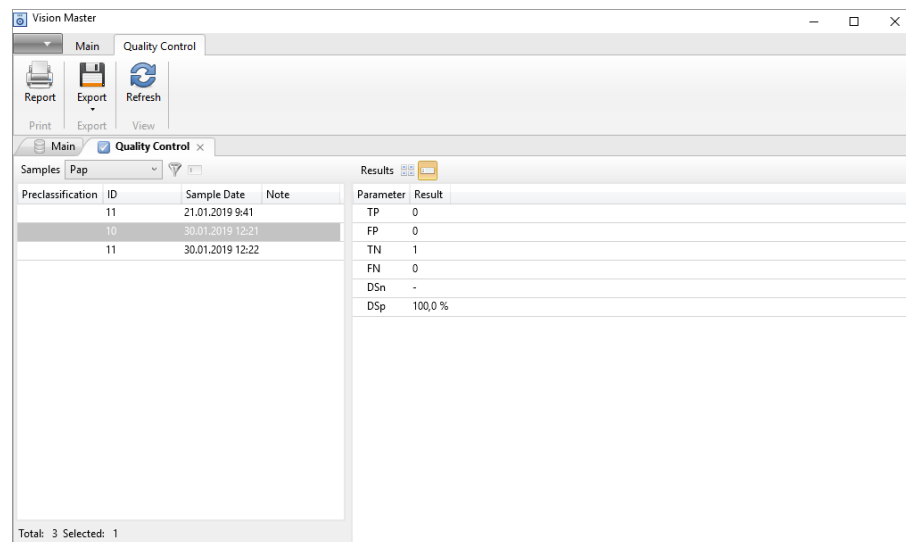 Vision Master
Main Quality Control
Report Export Refresh
Print Export View
Main Quality Control
Samples Pap Results
Preclassification ID Sample Date Note Parameter Result
11 21.01.2019 9:41 TP 0
10 30.01.2019 12:21 FP 0
11 30.01.2019 12:22 TN 1
FN 0
DSn -
DSp 100,0 %
Total: 3 Selected: 1